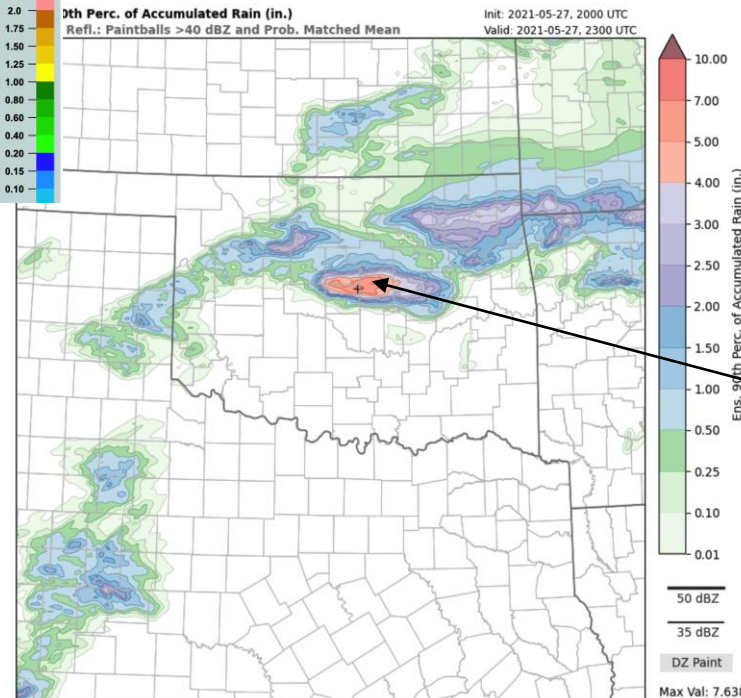 0th Perc. of Accumulated Rain (in.)
Refl.: Paintballs >40 dBZ and Prob. Matched Mean
Init: 2021-05-27, 2000 UTC
Valid: 2021-05-27, 2300 UTC
2.0
1.75
1.50
1.25
1.00
0.80
0.60
0.40
0.20
0.15
0.10
10.00
7.00
5.00
4.00
3.00
2.50
2.00
1.50
1.00
0.50
0.25
0.10
0.01
Ens. 90th Perc. of Accumulated Rain (in.)
50 dBZ
35 dBZ
DZ Paint
Max Val: 7.638